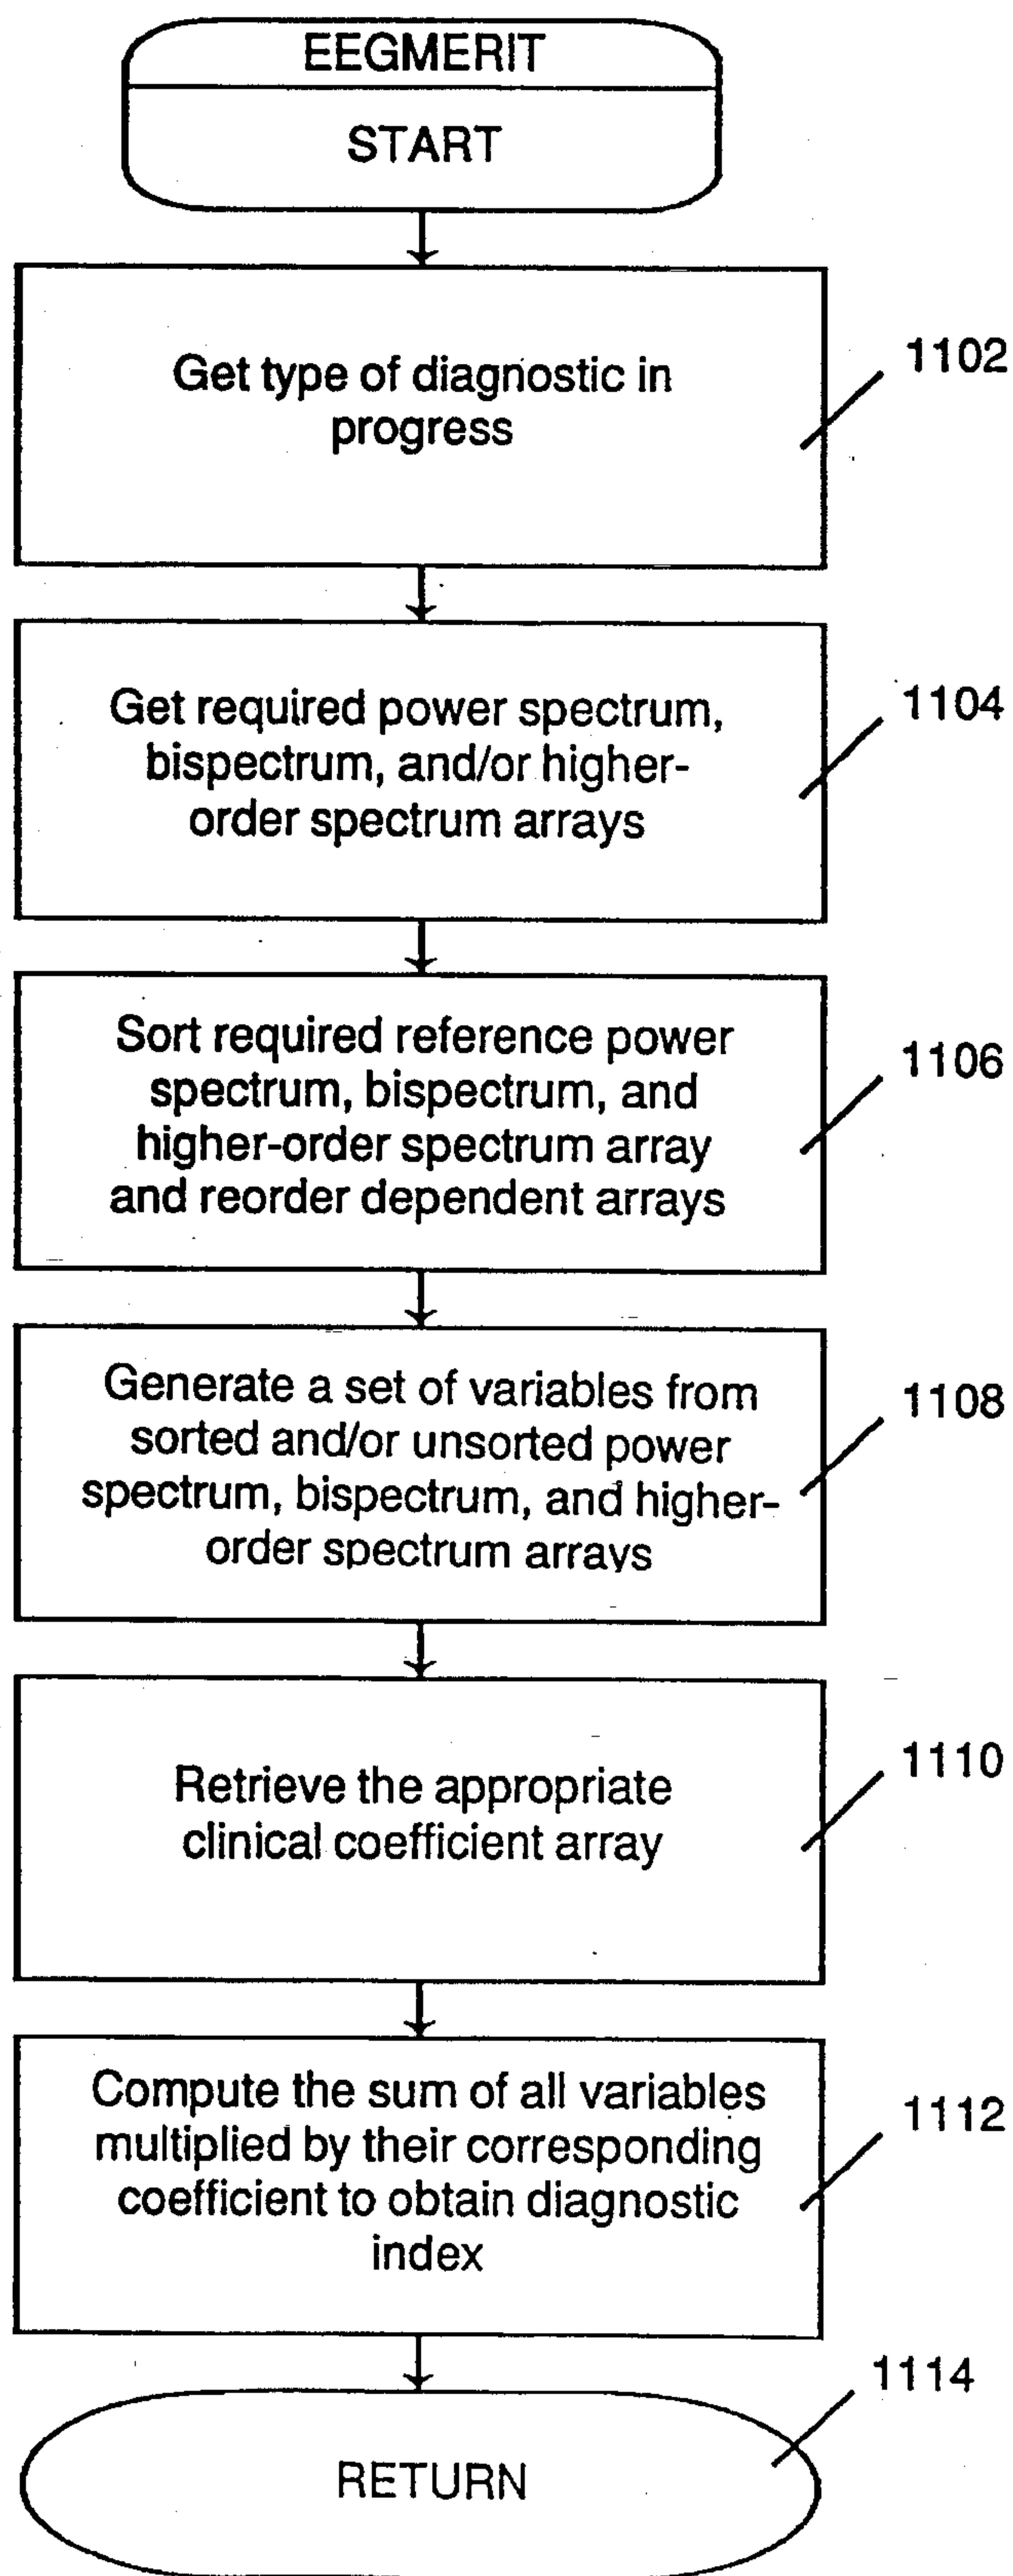 EEGMERIT
START
Get type of diagnostic in
progress
1102
Get required power spectrum,
bispectrum, and/or higher-
order spectrum arrays
1104
Sort required reference power
spectrum, bispectrum, and
higher-order spectrum array
and reorder dependent arrays
1106
Generate a set of variables from
sorted and/or unsorted power
spectrum, bispectrum, and higher-
order spectrum arrays
1108
Retrieve the appropriate
clinical coefficient array
1110
Compute the sum of all variables
multiplied by their corresponding
coefficient to obtain diagnostic
index
1112
RETURN
1114